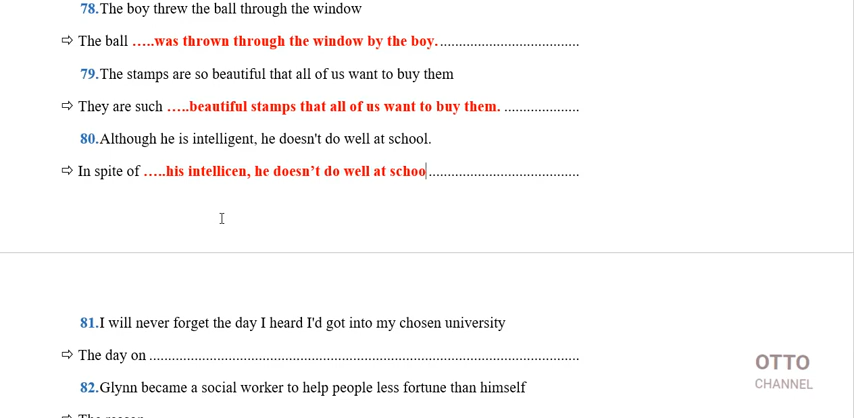 78.The boy threw the ball through the window
⇨ The ball …..was thrown through the window by the boy......................................
79.The stamps are so beautiful that all of us want to buy them
⇨ They are such …..beautiful stamps that all of us want to buy them. ....................
80.Although he is intelligent, he doesn't do well at school.
⇨ In spite of …..his intellicen, he doesn’t do well at schoo........................................
81.I will never forget the day I heard I'd got into my chosen university
⇨ The day on ...................................................................................................................
OTTO
CHANNEL
82.Glynn became a social worker to help people less fortune than himself